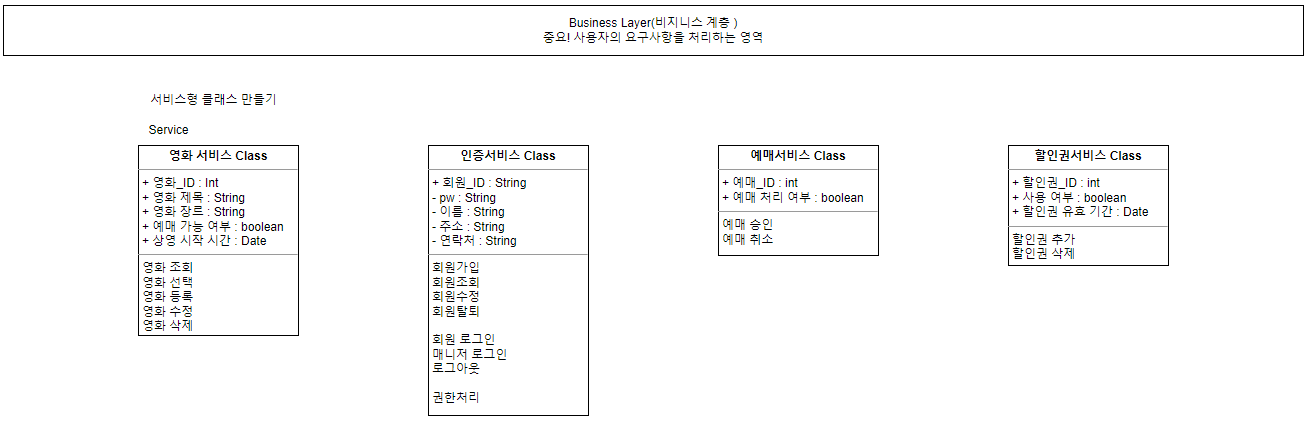 Business Layer(비지니스 계층 )
중요! 사용자의 요구사항을 처리하는 영역
서비스형 클래스 만들기
Service
영화 서비스 Class
+ 영화_ID : Int
+ 영화 제목 : String
+ 영화 장르 : String
+ 예매 가능 여부 : boolean
+ 상영 시작 시간 : Date
영화 조회
영화 선택
영화 등록
영화 수정
영화 삭제
인증서비스 Class
+ 회원_ID : String
- pw : String
- 이름 : String
- 주소 : String
- 연락처 : String
회원가입
회원조회
회원수정
회원탈퇴
회원 로그인
매니저 로그인
로그아웃
권한처리
예매서비스 Class
+ 예매_ID : int
+ 예매 처리 여부 : boolean
예매 승인
예매 취소
할인권서비스 Class
+ 할인권_ID : int
+ 사용 여부 : boolean
+ 할인권 유효 기간 : Date
할인권 추가
할인권 삭제